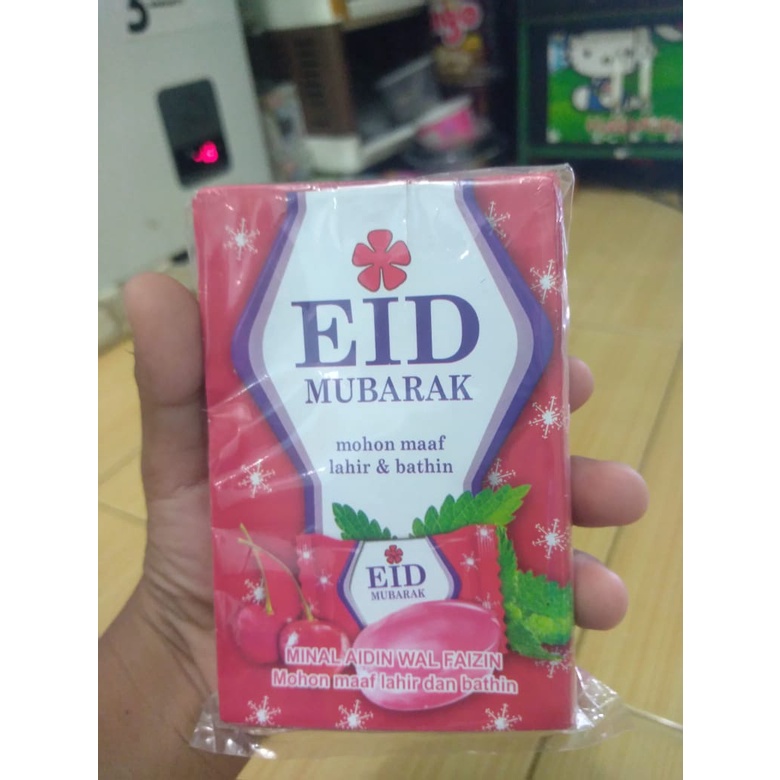 EID
MUBARAK
mohon maaf
lahir & bathin
EID
MUBARAK
MINAL AIDIN WAL FAIZIN
Mohon maaf lahir dan bathin